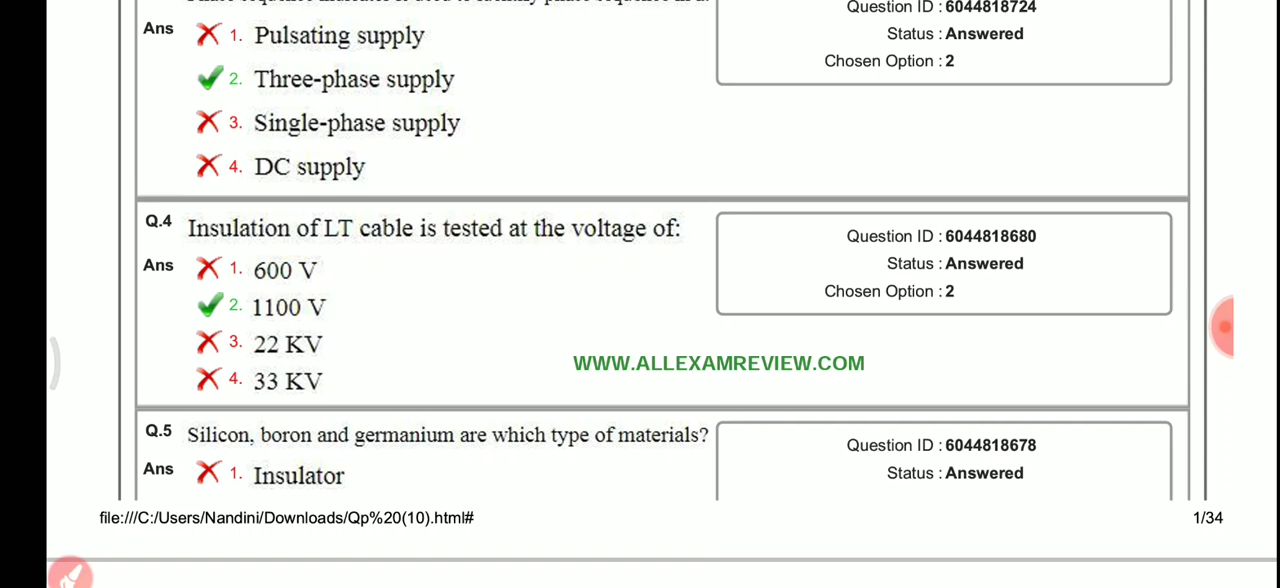 Question ID : 6044818724
Ans 1. Pulsating supply
Status : Answered
Chosen Option : 2
2. Three-phase supply
3. Single-phase supply
4. DC supply
Q.4 Insulation of LT cable is tested at the voltage of:
Question ID : 6044818680
Ans 1. 600 V
Status : Answered
Chosen Option : 2
2. 1100 V
3. 22 KV
WWW.ALLEXAMREVIEW.COM
4. 33 KV
Q.5 Silicon, boron and germanium are which type of materials?
Question ID : 6044818678
Ans 1. Insulator
Status : Answered
file:///C:/Users/Nandini/Downloads/Qp%20(10).html#
1/34